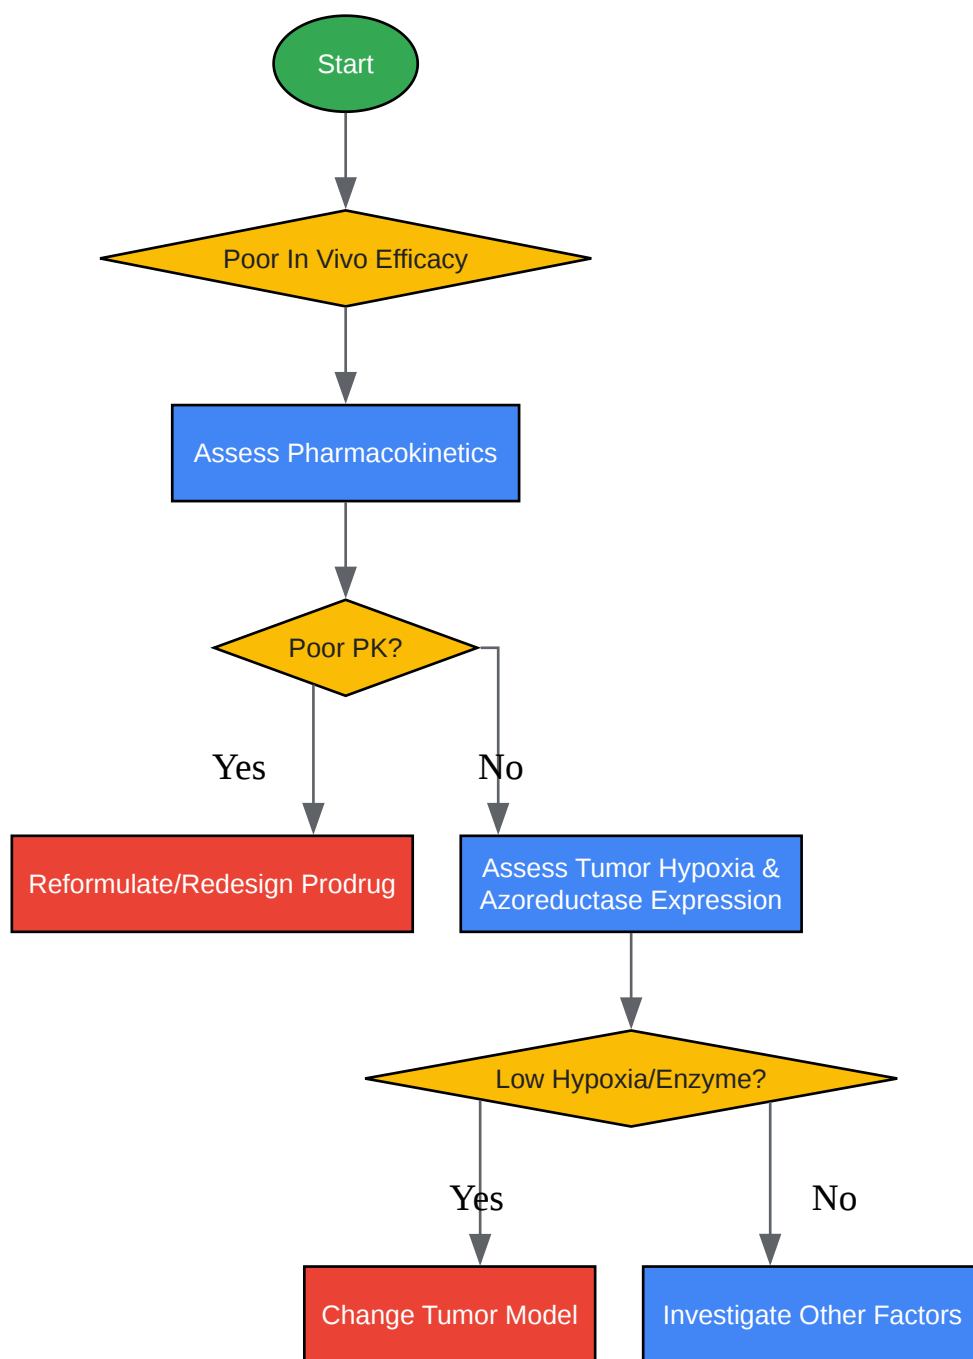 Start
Poor In Vivo Efficacy
Assess Pharmacokinetics
Poor PK?
Yes
No
Reformulate/Redesign Prodrug
Assess Tumor Hypoxia &
Azoreductase Expression
Low Hypoxia/Enzyme?
Yes
No
Change Tumor Model
Investigate Other Factors